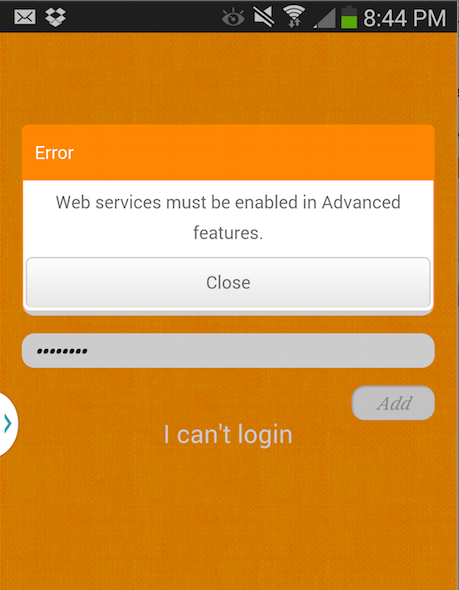 8:44 PM
Error
Web services must be enabled in Advanced
features.
Close
••••••••
Add
I can't login